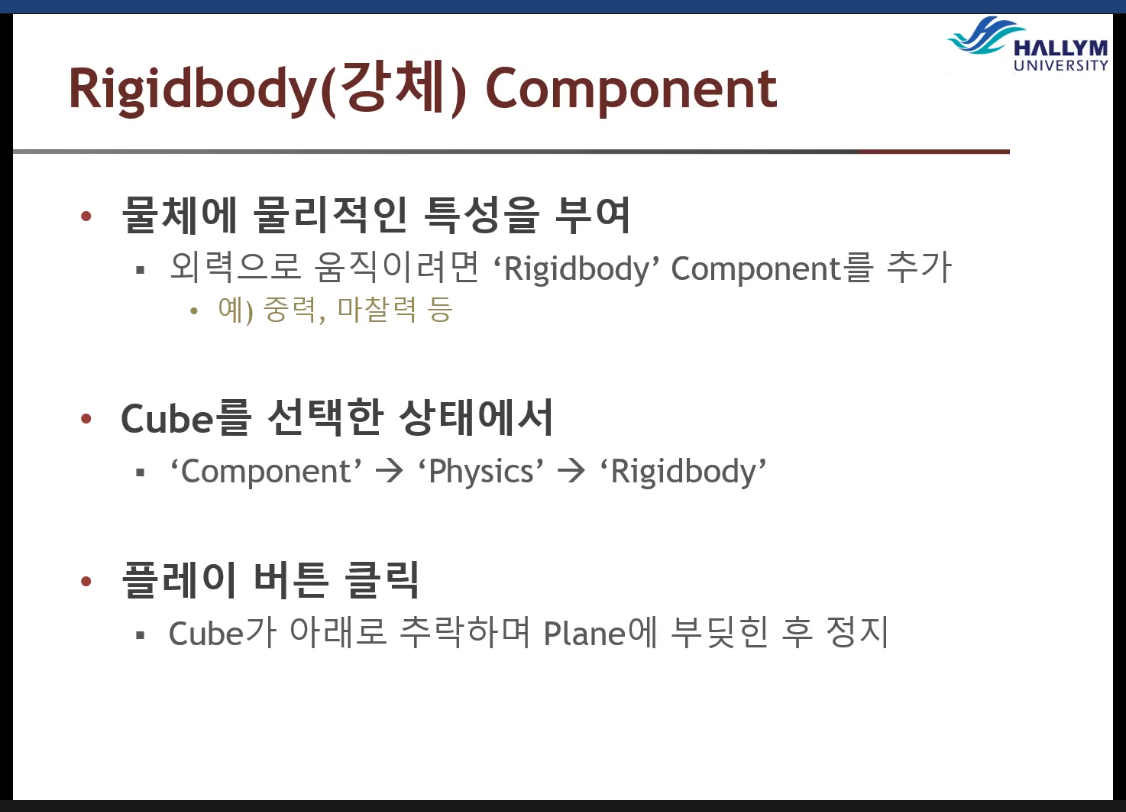 HALLYM
UNIVERSITY
Rigidbody(강체) Component
• 물체에 물리적인 특성을 부여
▪ 외력으로 움직이려면 ‘Rigidbody’ Component를 추가
• 예) 중력, 마찰력 등
• Cube를 선택한 상태에서
▪ ‘Component’ → ‘Physics’ → ‘Rigidbody’
• 플레이 버튼 클릭
▪ Cube가 아래로 추락하며 Plane에 부딪힌 후 정지